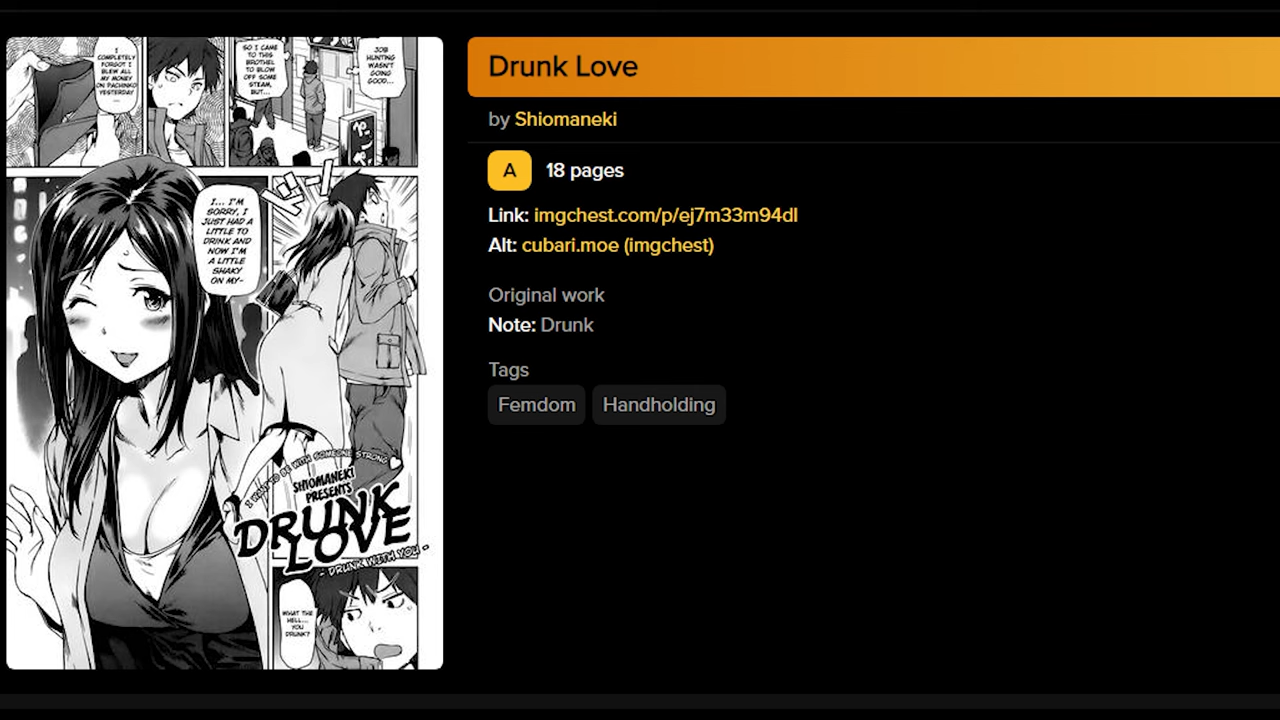 I
COMPLETELY
FORGOT I
BLEW ALL
MY MONEY
ON PACHINKO
YESTERDAY
...
SO I CAME
TO THIS
BROTHEL
TO BLOW
OFF SOME
STEAM,
BUT...
JOB
HUNTING
WASN'T
GOING
GOOD...
I... I'M
SORRY, I
JUST HAD A
LITTLE TO
DRINK AND
NOW I'M
A LITTLE
SHAKY
ON MY-
I WANT TO BE WITH SOMEONE STRONG
SHIOMANEKI
PRESENTS
DRUNK
LOVE
- DRUNK WITH YOU -
WHAT THE
HELL...
YOU
DRUNK?
Drunk Love
by Shiomaneki
A 18 pages
Link: imgchest.com/p/ej7m33m94dl
Alt: cubari.moe (imgchest)
Original work
Note: Drunk
Tags
Femdom Handholding